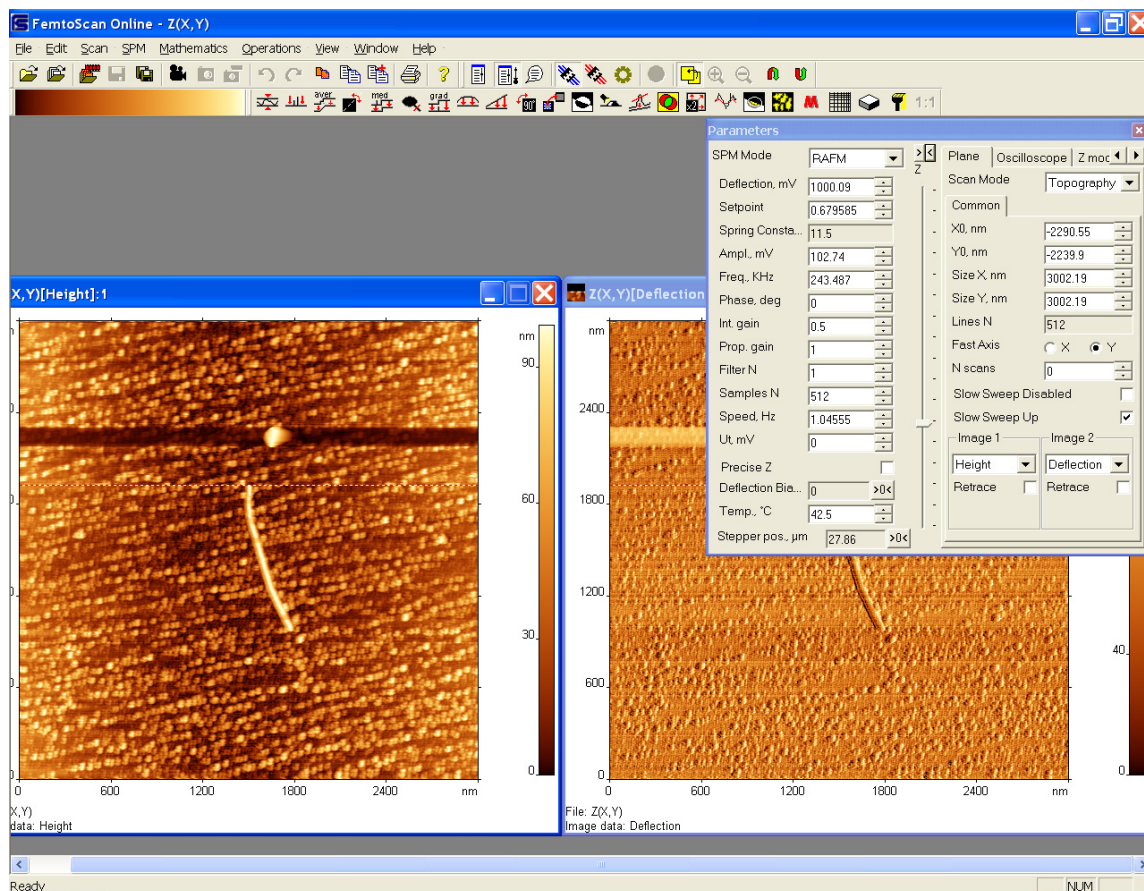 FemtoScan Online - Z(X,Y)
File Edit Scan SPM Mathematics Operations View Window Help
aver med grad 90° x2 M 1:1
Parameters
SPM Mode RAFM
Deflection, mV 1000.09
Setpoint 0.679585
Spring Consta... 11.5
Ampl., mV 102.74
Freq., KHz 243.487
Phase, deg 0
Int. gain 0.5
Prop. gain 1
Filter N 1
Samples N 512
Speed, Hz 1.04555
Ut, mV 0
Precise Z
Deflection Bia... 0 >0<
Temp., °C 42.5
Stepper pos., µm 27.86 >0<
> <
Z
Plane Oscilloscope Z mod
Scan Mode Topography
Common
X0, nm -2290.55
Y0, nm -2239.9
Size X, nm 3002.19
Size Y, nm 3002.19
Lines N 512
Fast Axis X Y
N scans 0
Slow Sweep Disabled
Slow Sweep Up
Image 1 Image 2
Height Deflection
Retrace Retrace
X,Y)[Height]:1
nm
90
60
30
0
0 600 1200 1800 2400 nm
X,Y)
data: Height
Z(X,Y)[Deflection
nm
2400
1800
1200
600
0
0 600 1200 1800 2400 nm
40
0
File: Z(X,Y)
Image data: Deflection
Ready NUM